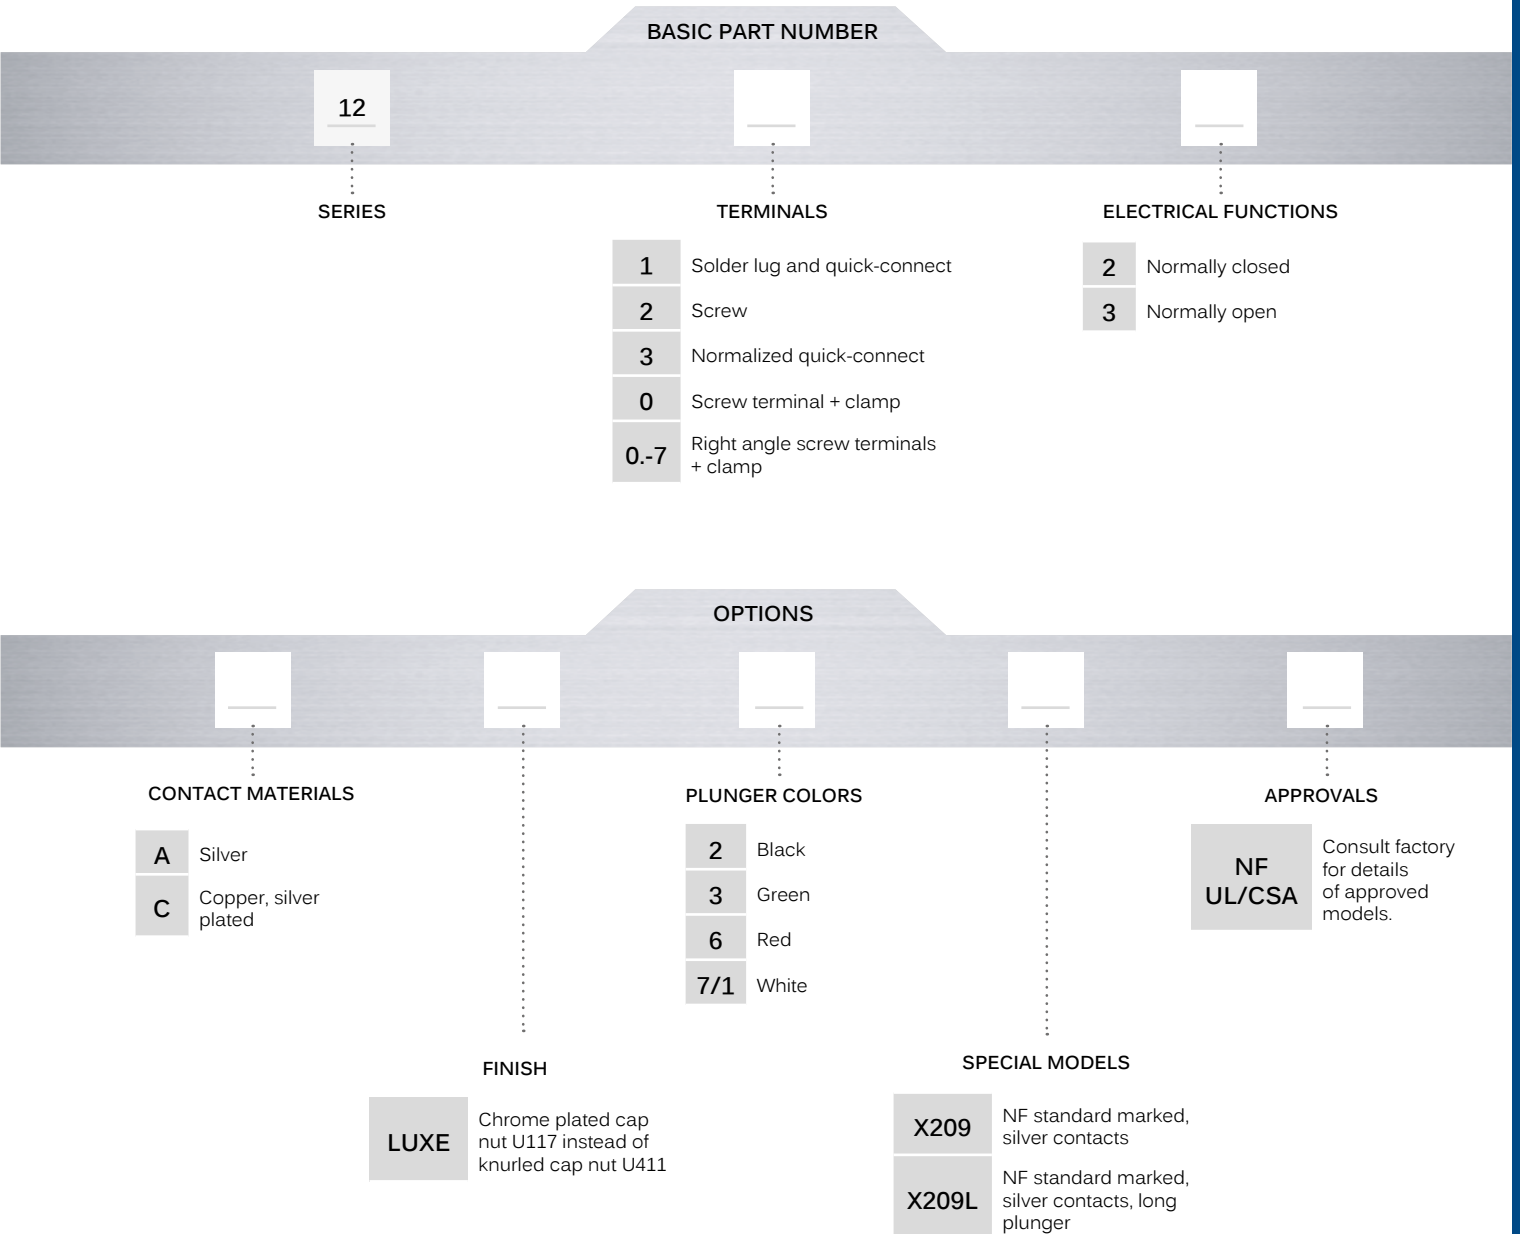 BASIC PART NUMBER
12
SERIES
TERMINALS
1 Solder lug and quick-connect
2 Screw
3 Normalized quick-connect
0 Screw terminal + clamp
0.-7 Right angle screw terminals
+ clamp
ELECTRICAL FUNCTIONS
2 Normally closed
3 Normally open
OPTIONS
CONTACT MATERIALS
A Silver
C Copper, silver
plated
FINISH
LUXE Chrome plated cap
nut U117 instead of
knurled cap nut U411
PLUNGER COLORS
2 Black
3 Green
6 Red
7/1 White
SPECIAL MODELS
X209 NF standard marked,
silver contacts
X209L NF standard marked,
silver contacts, long
plunger
APPROVALS
NF
UL/CSA
Consult factory
for details
of approved
models.